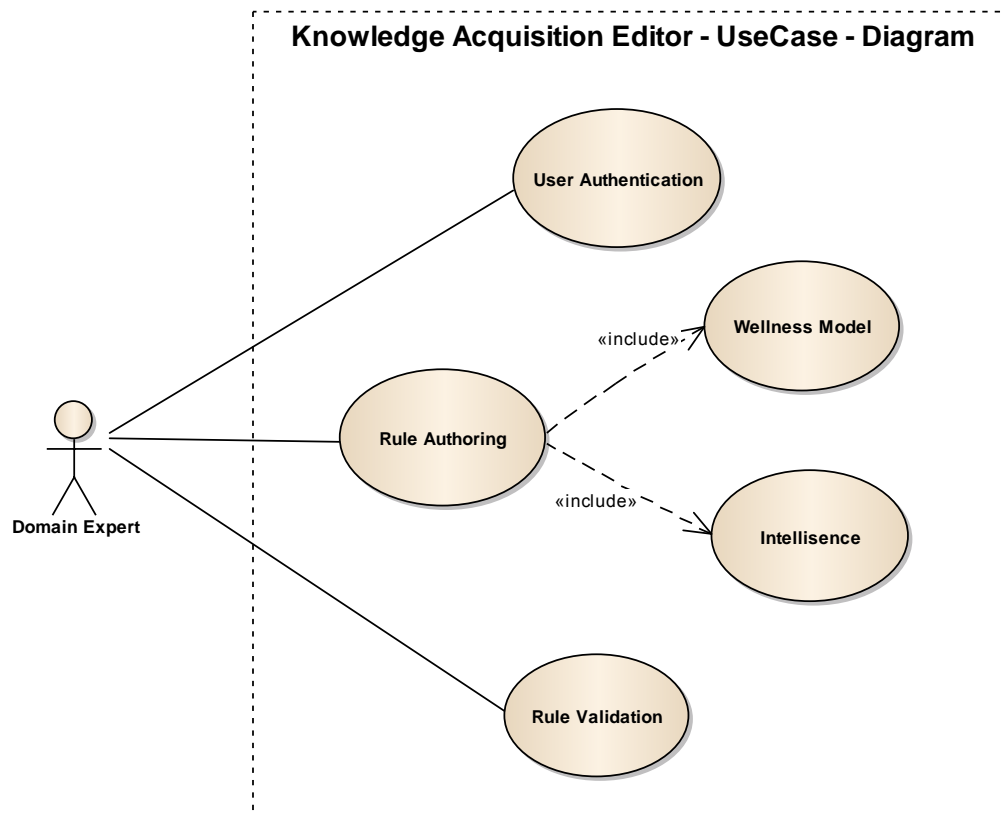 Knowledge Acquisition Editor - UseCase - Diagram
User Authentication
Wellness Model
«include»
Rule Authoring
«include»
Domain Expert
Intellisence
Rule Validation